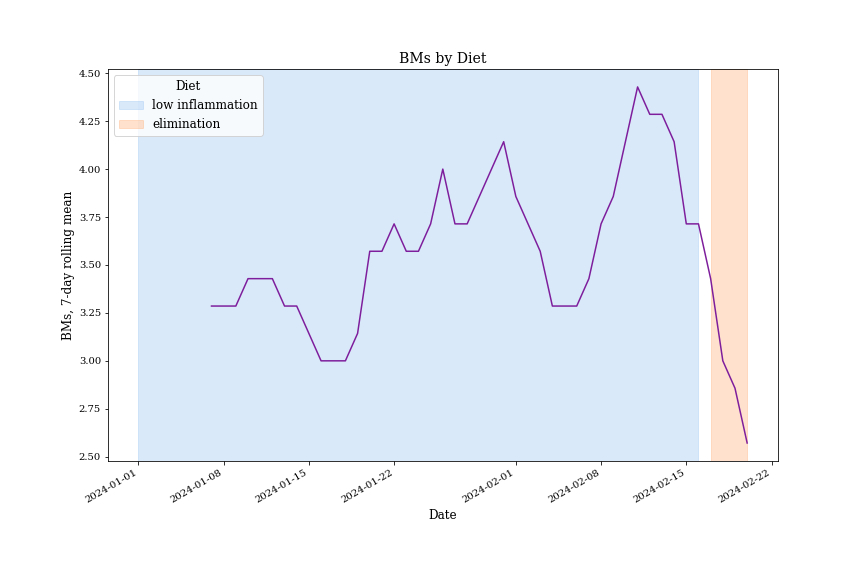 BMs by Diet
Diet
low inflammation
elimination
BMs, 7-day rolling mean
4.50
4.25
4.00
3.75
3.50
3.25
3.00
2.75
2.50
2024-01-01
2024-01-08
2024-01-15
2024-01-22
2024-02-01
2024-02-08
2024-02-15
2024-02-22
Date